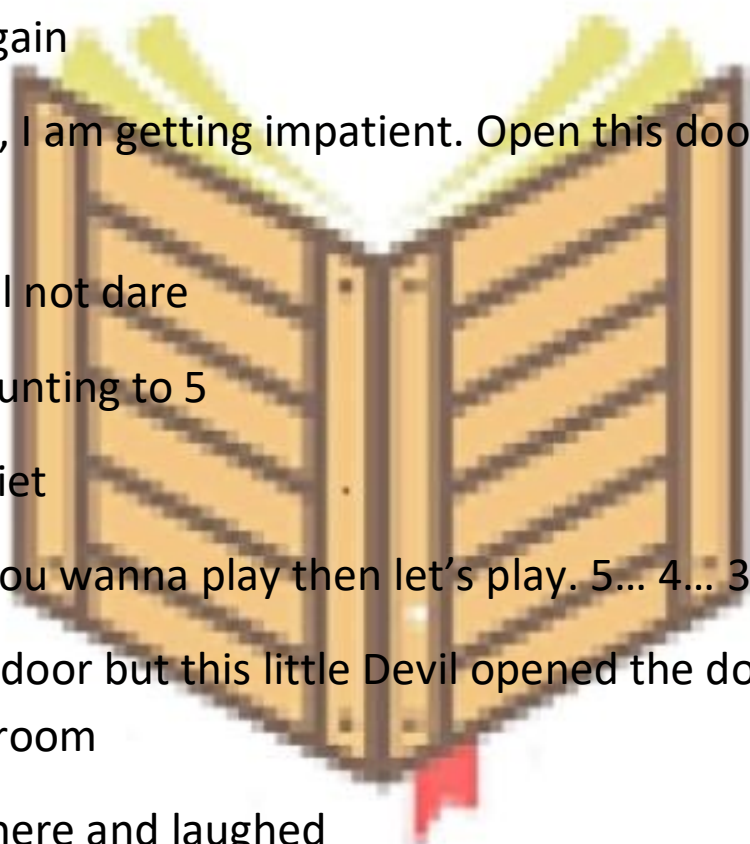 gain
, I am getting impatient. Open this doo
l not dare
unting to 5
iet
ou wanna play then let’s play. 5... 4... 3
door but this little Devil opened the do
room
here and laughed